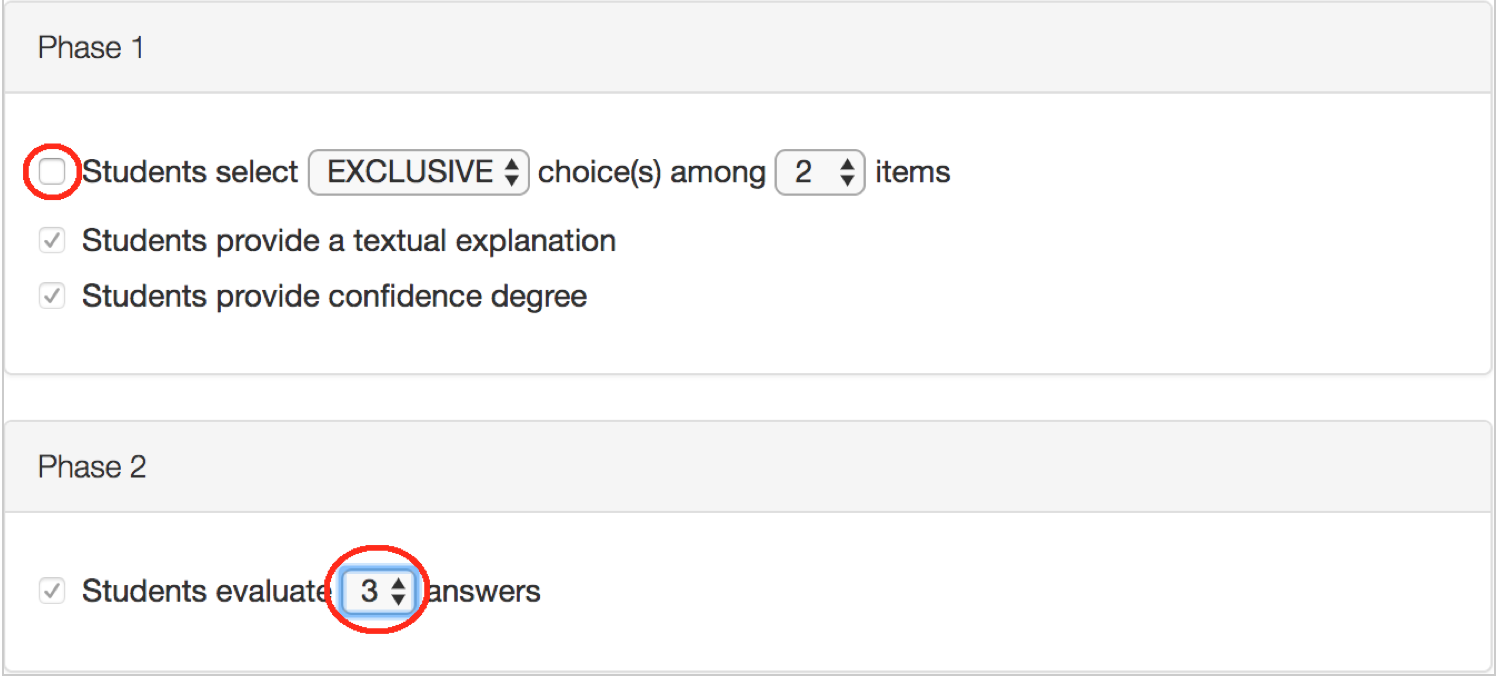 Phase 1
Students select EXCLUSIVE choice(s) among 2 items
Students provide a textual explanation
Students provide confidence degree
Phase 2
Students evaluate 3 answers